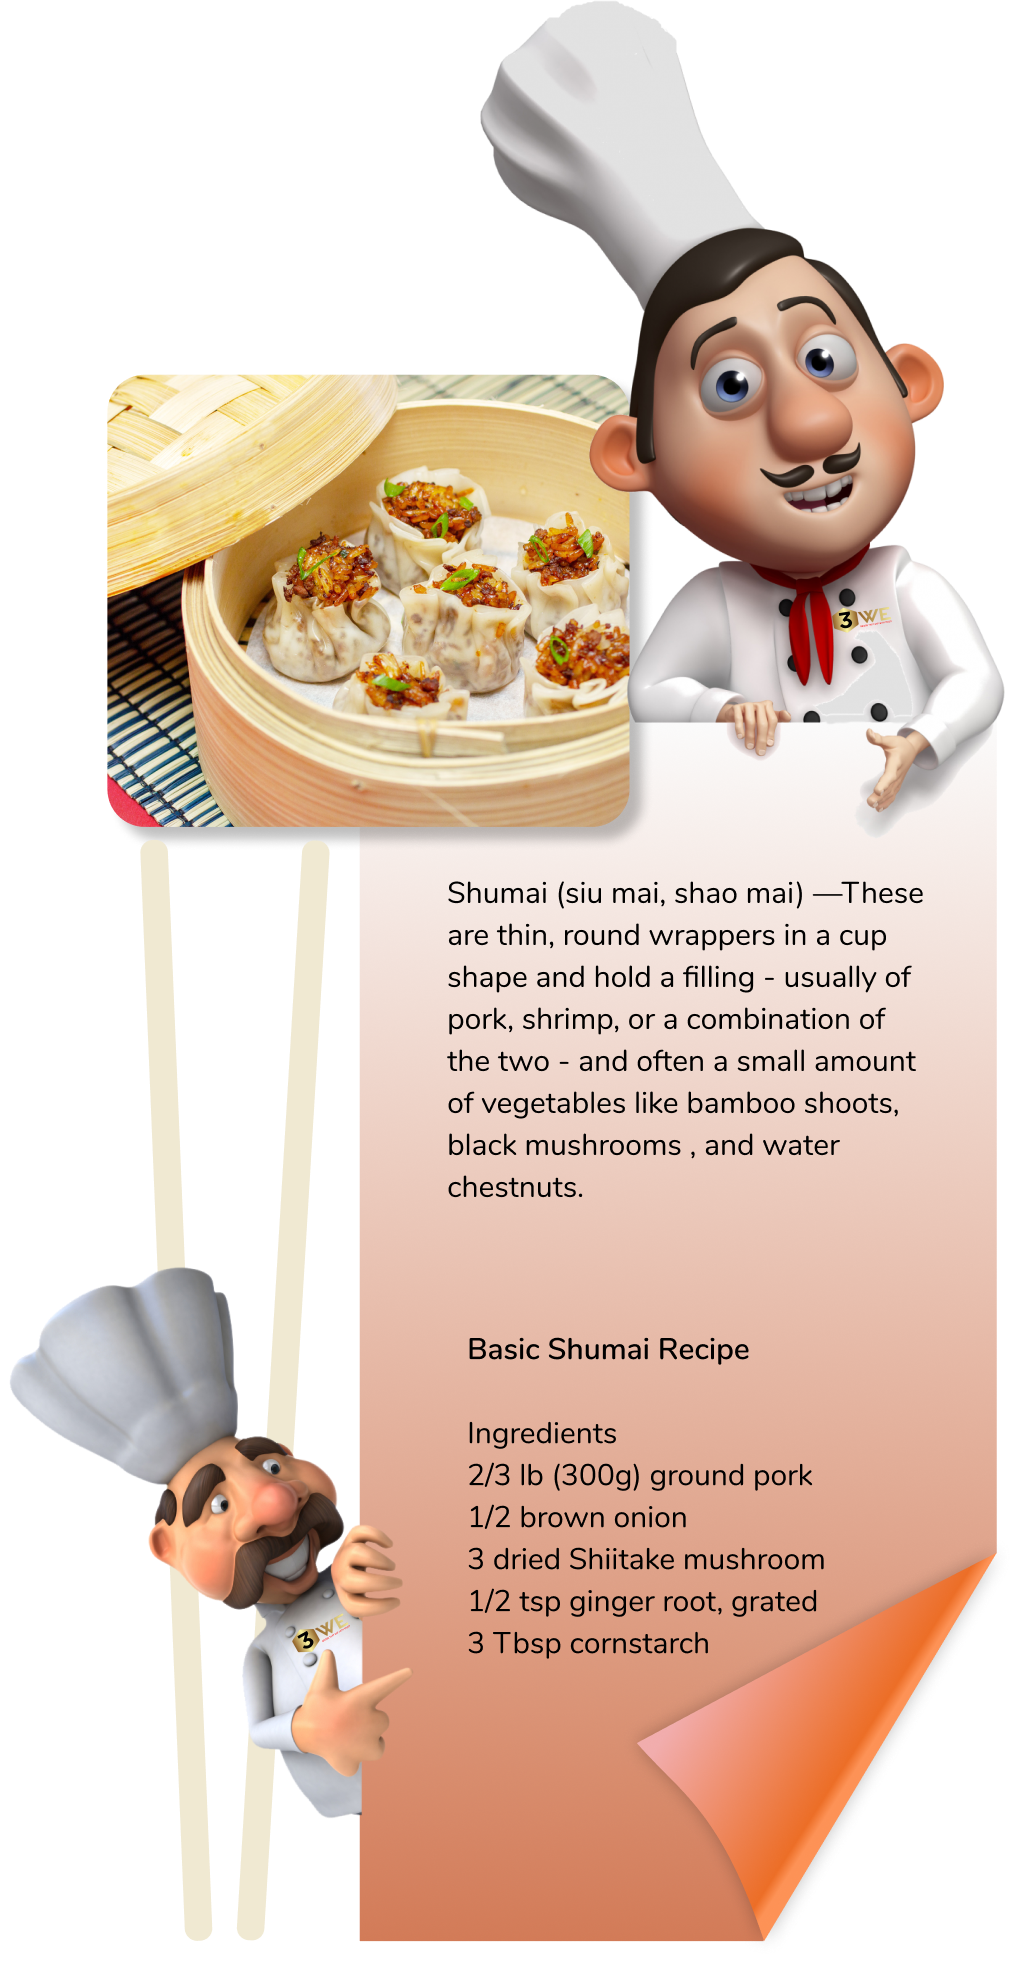 3WE
Shumai (siu mai, shao mai) —These
are thin, round wrappers in a cup
shape and hold a filling - usually of
pork, shrimp, or a combination of
the two - and often a small amount
of vegetables like bamboo shoots,
black mushrooms , and water
chestnuts.
Basic Shumai Recipe
Ingredients
2/3 lb (300g) ground pork
1/2 brown onion
3 dried Shiitake mushroom
1/2 tsp ginger root, grated
3 Tbsp cornstarch
3WE